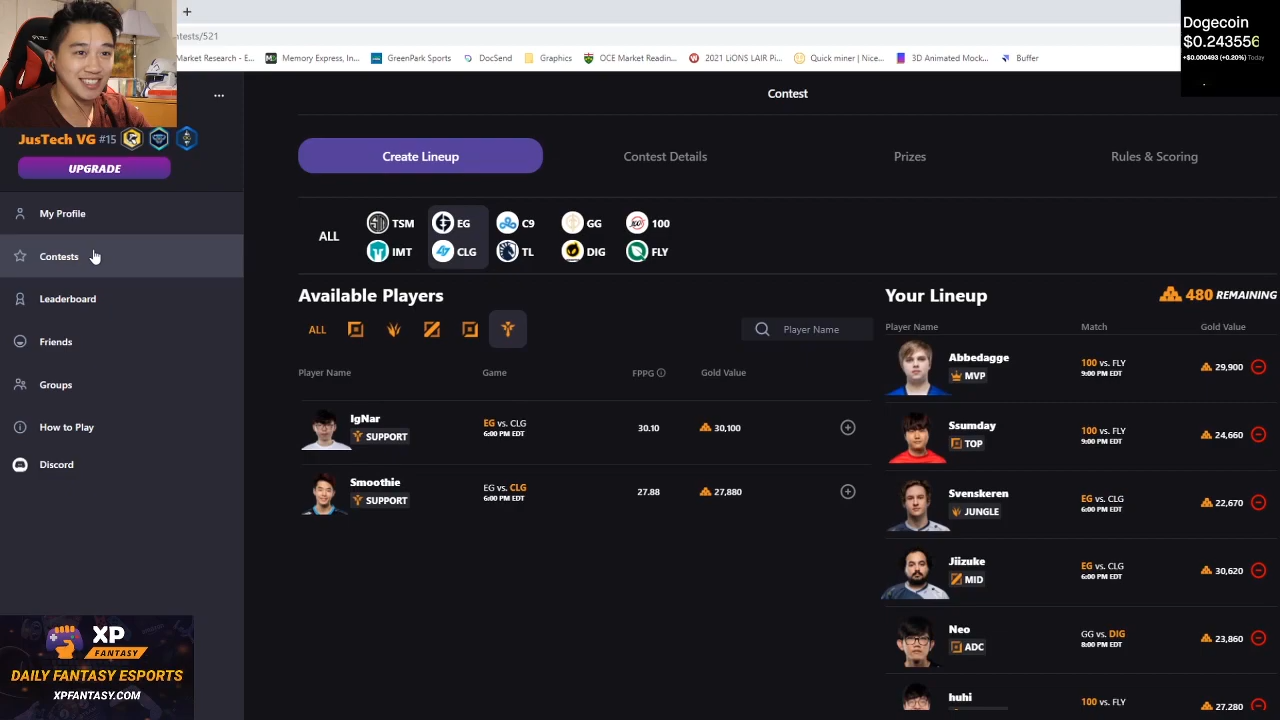 +
ntests/521
Market Research - E...
Memory Express, In...
GreenPark Sports
DocSend
Graphics
OCE Market Readin...
2021 LiONS LAIR Pi...
Quick miner | Nice...
3D Animated Mock...
Buffer
Dogecoin
$0.243556
+$0.000493 (+0.20%) Today
...
JusTech VG #15
UPGRADE
My Profile
Contests
Leaderboard
Friends
Groups
How to Play
Discord
XP
FANTASY
DAILY FANTASY ESPORTS
XPFANTASY.COM
Contest
Create Lineup
Contest Details
Prizes
Rules & Scoring
ALL
TSM
EG
C9
GG
100
IMT
CLG
TL
DIG
FLY
Available Players
ALL
Player Name
Player Name Game FPPG Gold Value
IgNar
SUPPORT
EG vs. CLG
6:00 PM EDT
30.10
30,100
Smoothie
SUPPORT
EG vs. CLG
6:00 PM EDT
27.88
27,880
Your Lineup
480 REMAINING
Player Name Match Gold Value
Abbedagge
MVP
100 vs. FLY
9:00 PM EDT
29,900
Ssumday
TOP
100 vs. FLY
9:00 PM EDT
24,660
Svenskeren
JUNGLE
EG vs. CLG
6:00 PM EDT
22,670
Jiizuke
MID
EG vs. CLG
6:00 PM EDT
30,620
Neo
ADC
GG vs. DIG
8:00 PM EDT
23,860
huhi
100 vs. FLY
27,280